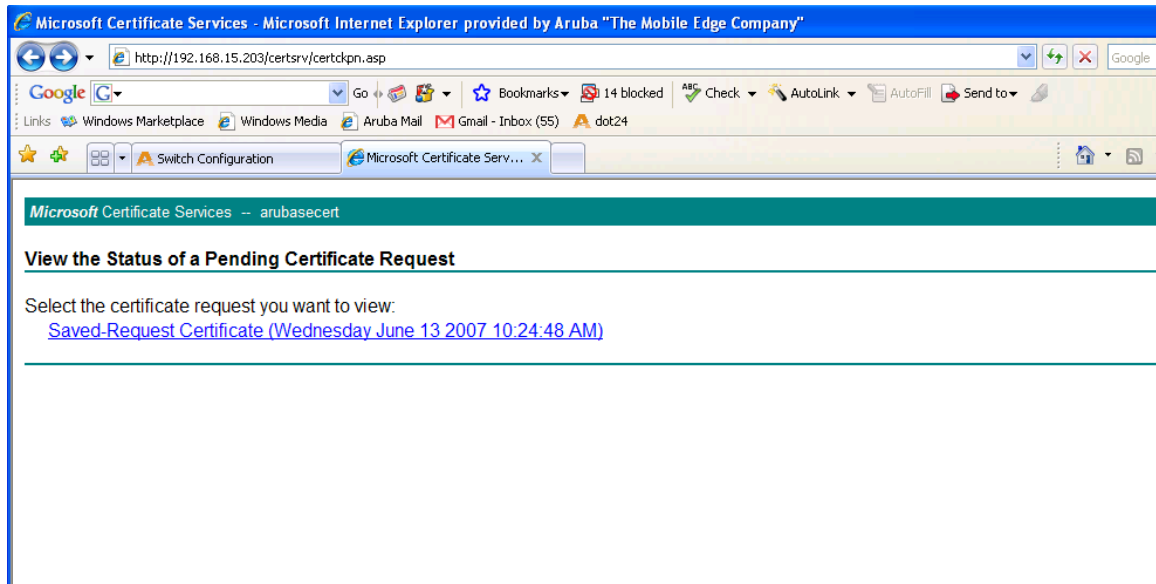 Microsoft Certificate Services - Microsoft Internet Explorer provided by Aruba "The Mobile Edge Company"
http://192.168.15.203/certsrv/certckpn.asp
Google
Google G Go Bookmarks 14 blocked ABC Check AutoLink AutoFill Send to
Links Windows Marketplace Windows Media Aruba Mail Gmail - Inbox (55) dot24
Switch Configuration Microsoft Certificate Serv...
Microsoft Certificate Services -- arubasecert
View the Status of a Pending Certificate Request
Select the certificate request you want to view:
Saved-Request Certificate (Wednesday June 13 2007 10:24:48 AM)